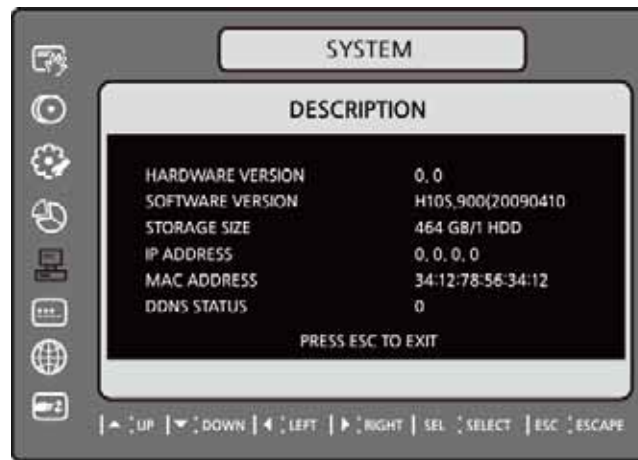 SYSTEM
DESCRIPTION
HARDWARE VERSION 0. 0
SOFTWARE VERSION H10S,900(20090410
STORAGE SIZE 464 GB/1 HDD
IP ADDRESS 0. 0. 0. 0
MAC ADDRESS 34:12:78:56:34:12
DDNS STATUS 0
PRESS ESC TO EXIT
UP DOWN LEFT RIGHT SEL SELECT ESC ESCAPE